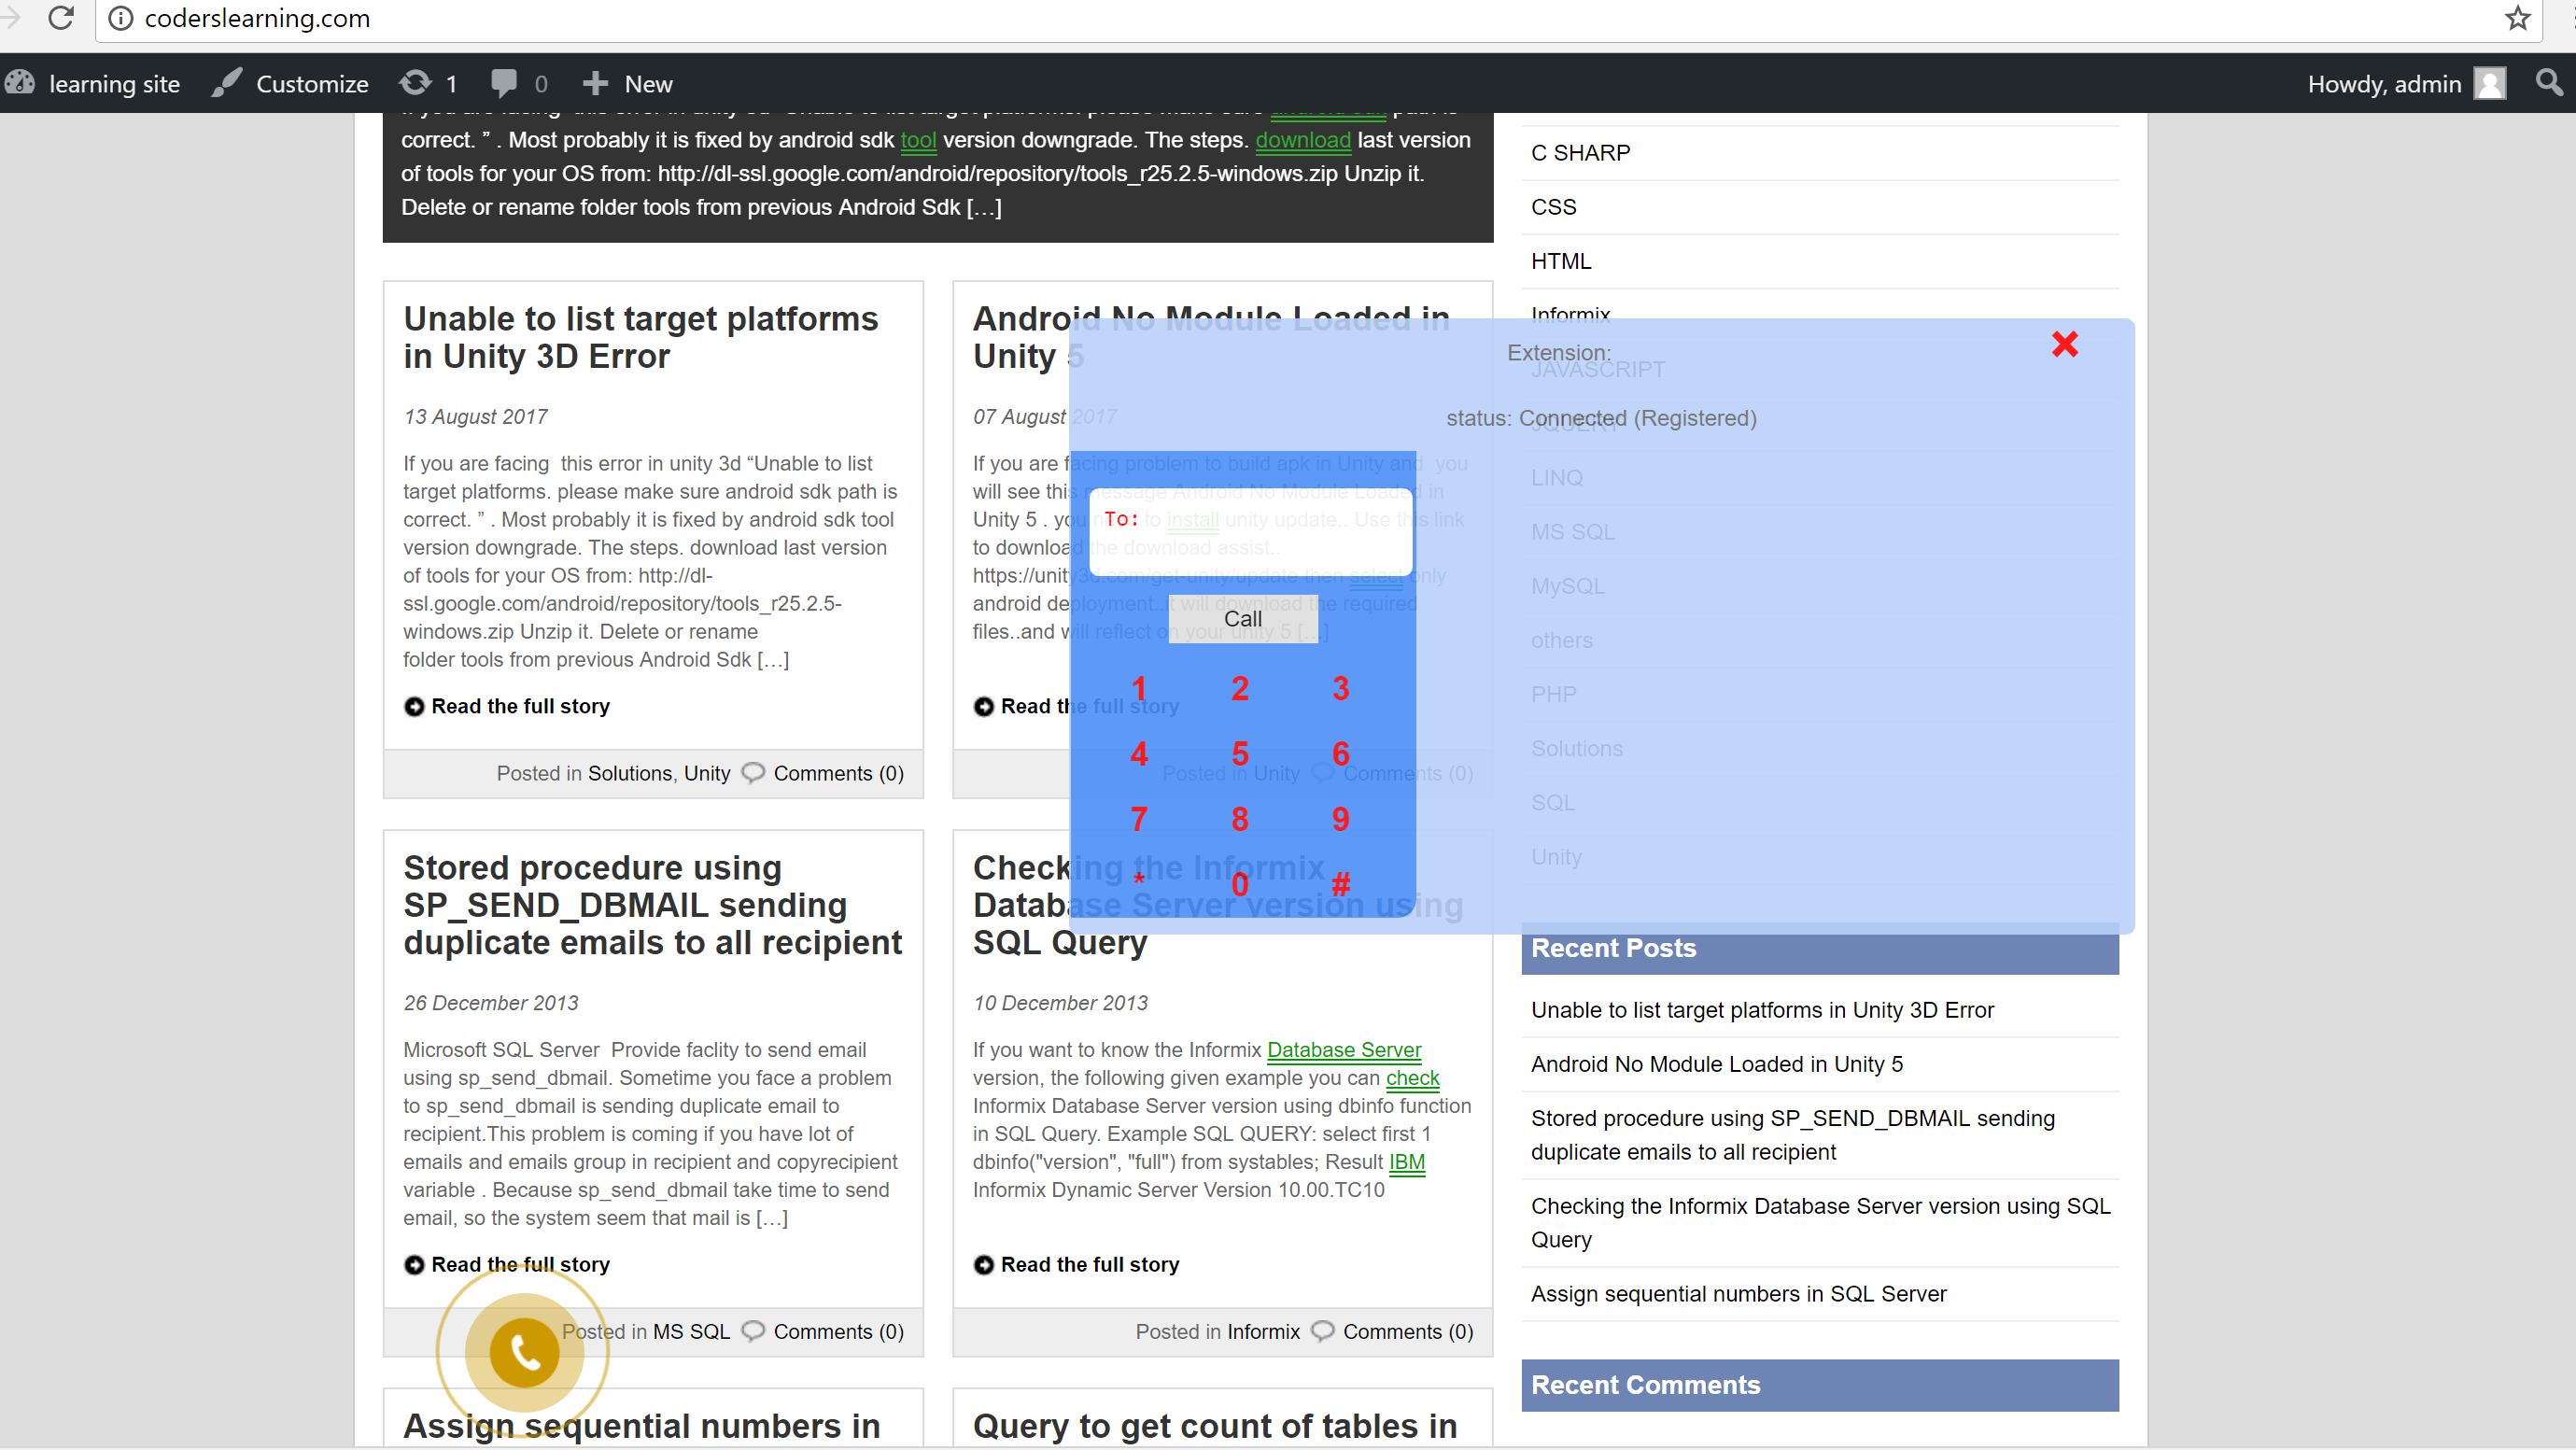 coderslearning.com
learning site Customize 1 0 New Howdy, admin
correct. ” . Most probably it is fixed by android sdk tool version downgrade. The steps. download last version
of tools for your OS from: http://dl-ssl.google.com/android/repository/tools_r25.2.5-windows.zip Unzip it.
Delete or rename folder tools from previous Android Sdk […]
Unable to list target platforms
in Unity 3D Error
13 August 2017
If you are facing  this error in unity 3d “Unable to list
target platforms. please make sure android sdk path is
correct. ” . Most probably it is fixed by android sdk tool
version downgrade. The steps. download last version
of tools for your OS from: http://dl-
ssl.google.com/android/repository/tools_r25.2.5-
windows.zip Unzip it. Delete or rename
folder tools from previous Android Sdk […]
Read the full story
Posted in Solutions, Unity Comments (0)
Android No Module Loaded in
Unity 5
07 August 2017
If you are facing problem to build apk in Unity and  you
will see this message Android No Module Loaded in
Unity 5 . you need to install unity update.. Use this link
to download the download assist..
https://unity3d.com/get-unity/update then select only
android deployment..it will download the required
files..and will reflect on your unity 5 […]
Read the full story
Posted in Unity Comments (0)
Extension:
status: Connected (Registered)
To:
Call
1 2 3
4 5 6
7 8 9
* 0 #
Stored procedure using
SP_SEND_DBMAIL sending
duplicate emails to all recipient
26 December 2013
Microsoft SQL Server  Provide faclity to send email
using sp_send_dbmail. Sometime you face a problem
to sp_send_dbmail is sending duplicate email to
recipient.This problem is coming if you have lot of
emails and emails group in recipient and copyrecipient
variable . Because sp_send_dbmail take time to send
email, so the system seem that mail is […]
Read the full story
Posted in MS SQL Comments (0)
Checking the Informix
Database Server version using
SQL Query
10 December 2013
If you want to know the Informix Database Server
version, the following given example you can check
Informix Database Server version using dbinfo function
in SQL Query. Example SQL QUERY: select first 1
dbinfo("version", "full") from systables; Result IBM
Informix Dynamic Server Version 10.00.TC10
Read the full story
Posted in Informix Comments (0)
Assign sequential numbers in
Query to get count of tables in
C SHARP
CSS
HTML
Informix
JAVASCRIPT
JQUERY
LINQ
MS SQL
MySQL
others
PHP
Solutions
SQL
Unity
Recent Posts
Unable to list target platforms in Unity 3D Error
Android No Module Loaded in Unity 5
Stored procedure using SP_SEND_DBMAIL sending
duplicate emails to all recipient
Checking the Informix Database Server version using SQL
Query
Assign sequential numbers in SQL Server
Recent Comments